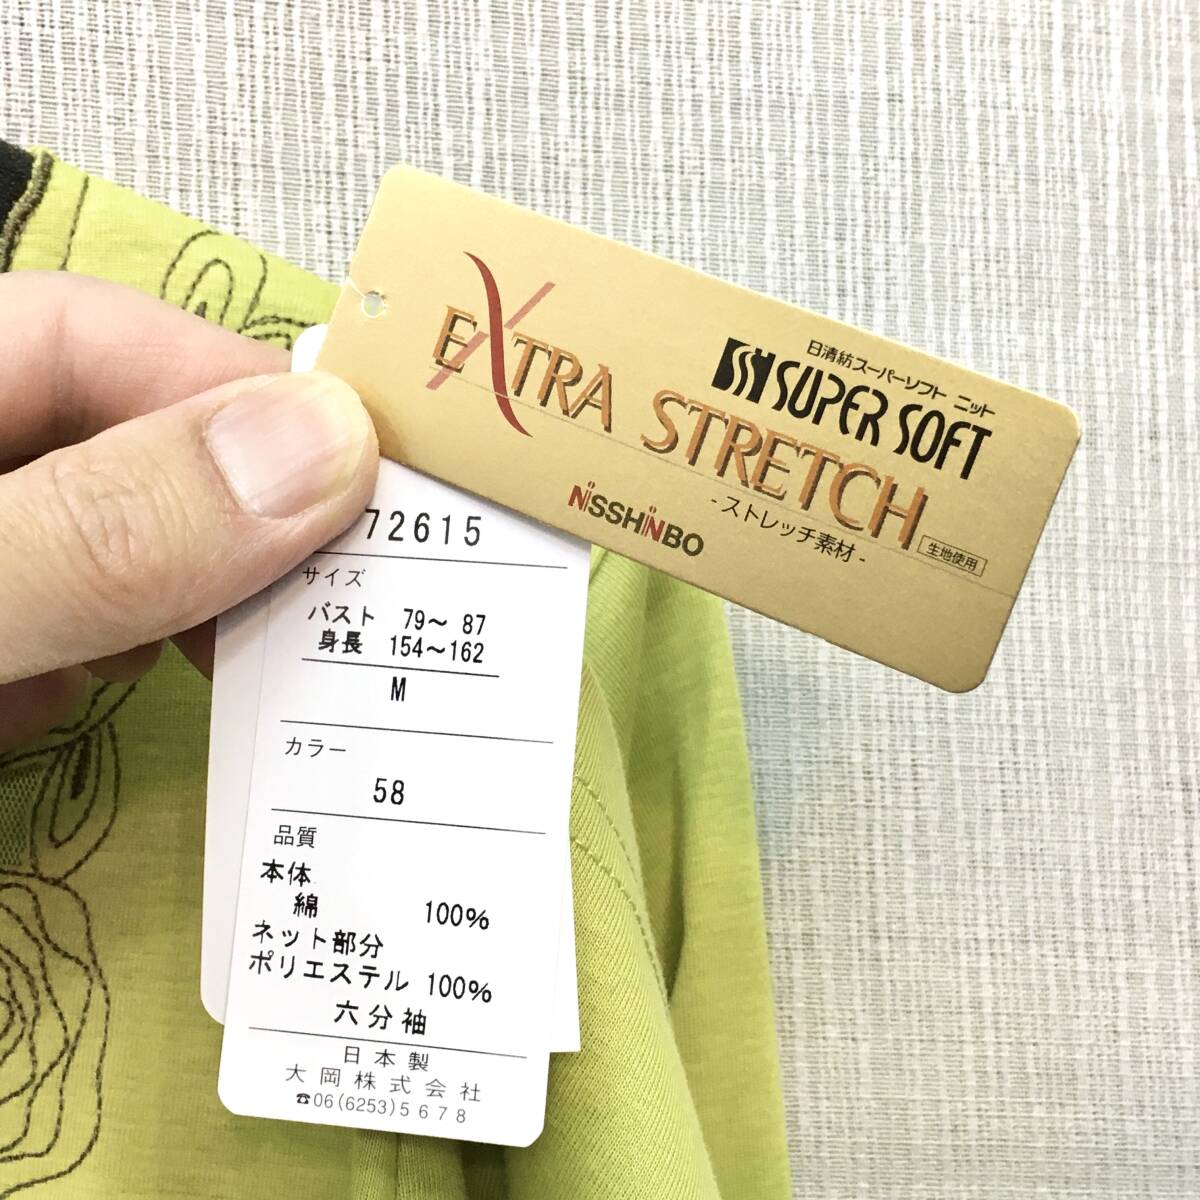 日清紡スーパーソフト ニット
SUPER SOFT
EXTRA STRETCH
-ストレッチ素材-
生地使用
NISSHINBO
72615
サイズ
バスト 79〜 87
身長 154〜162
M
カラー
58
品質
本体
綿 100%
ネット部分
ポリエステル 100%
六分袖
日本製
大岡株式会社
☎06(6253)5678